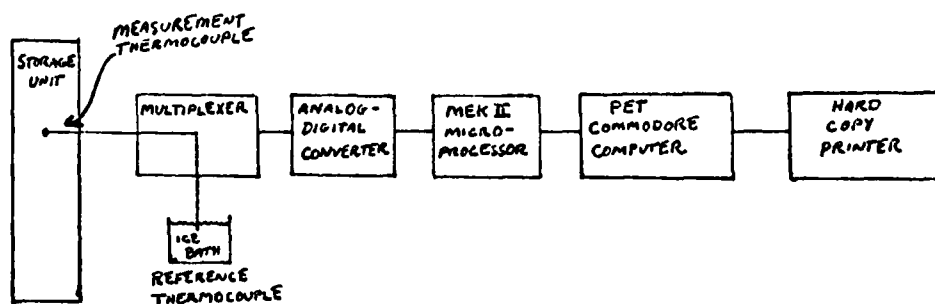 MEASUREMENT
THERMOCOUPLE
STORAGE
UNIT
MULTIPLEXER
ANALOG-
DIGITAL
CONVERTER
MEK II
MICRO-
PROCESSOR
PET
COMMODORE
COMPUTER
HARD
COPY
PRINTER
ICE
BATH
REFERENCE
THERMOCOUPLE